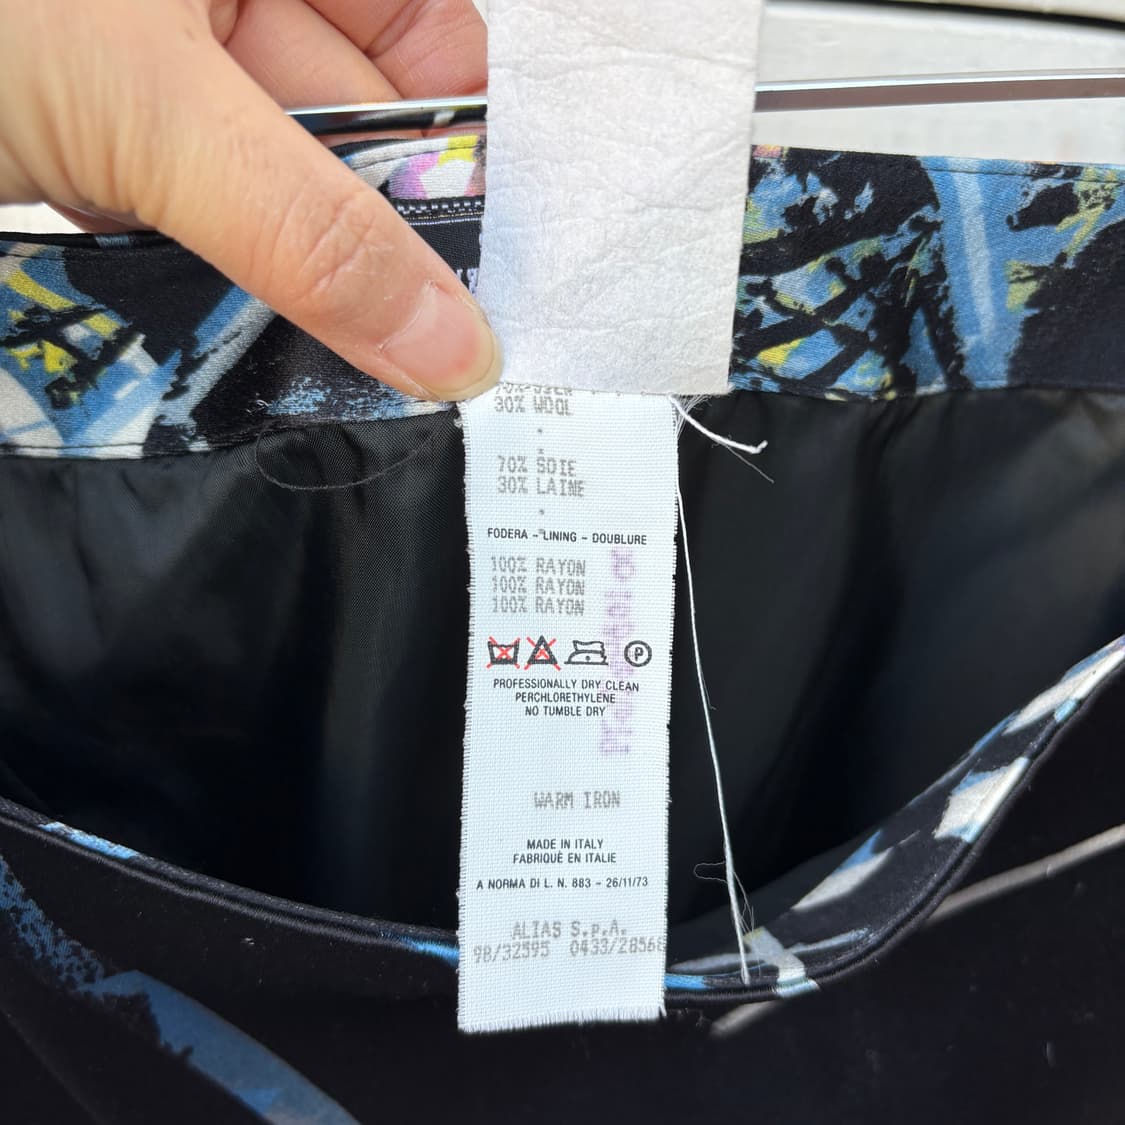 30% WOOL
70% SOIE
30% LAINE
FODERA - LINING - DOUBLURE
100% RAYON
100% RAYON
100% RAYON
P
PROFESSIONALLY DRY CLEAN
PERCHLORETHYLENE
NO TUMBLE DRY
WARM IRON
MADE IN ITALY
FABRIQUÉ EN ITALIE
A NORMA DI L. N. 883 - 26/11/73
ALIAS S.p.A.
98/32595 0433/28568